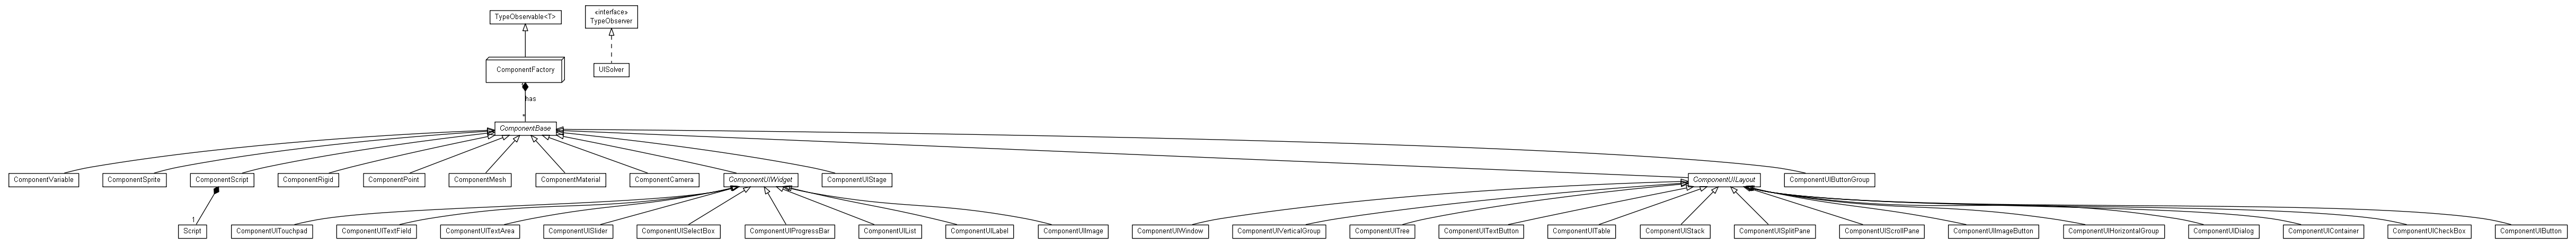 TypeObservable<T>
«interface»
TypeObserver
ComponentFactory
UISolver
has
*
ComponentBase
ComponentVariable
ComponentSprite
ComponentScript
ComponentRigid
ComponentPoint
ComponentMesh
ComponentMaterial
ComponentCamera
ComponentUIWidget
ComponentUIStage
ComponentUILayout
ComponentUIButtonGroup
1
Script
ComponentUITouchpad
ComponentUITextField
ComponentUITextArea
ComponentUISlider
ComponentUISelectBox
ComponentUIProgressBar
ComponentUIList
ComponentUILabel
ComponentUIImage
ComponentUIWindow
ComponentUIVerticalGroup
ComponentUITree
ComponentUITextButton
ComponentUITable
ComponentUIStack
ComponentUISplitPane
ComponentUIScrollPane
ComponentUIImageButton
ComponentUIHorizontalGroup
ComponentUIDialog
ComponentUIContainer
ComponentUICheckBox
ComponentUIButton